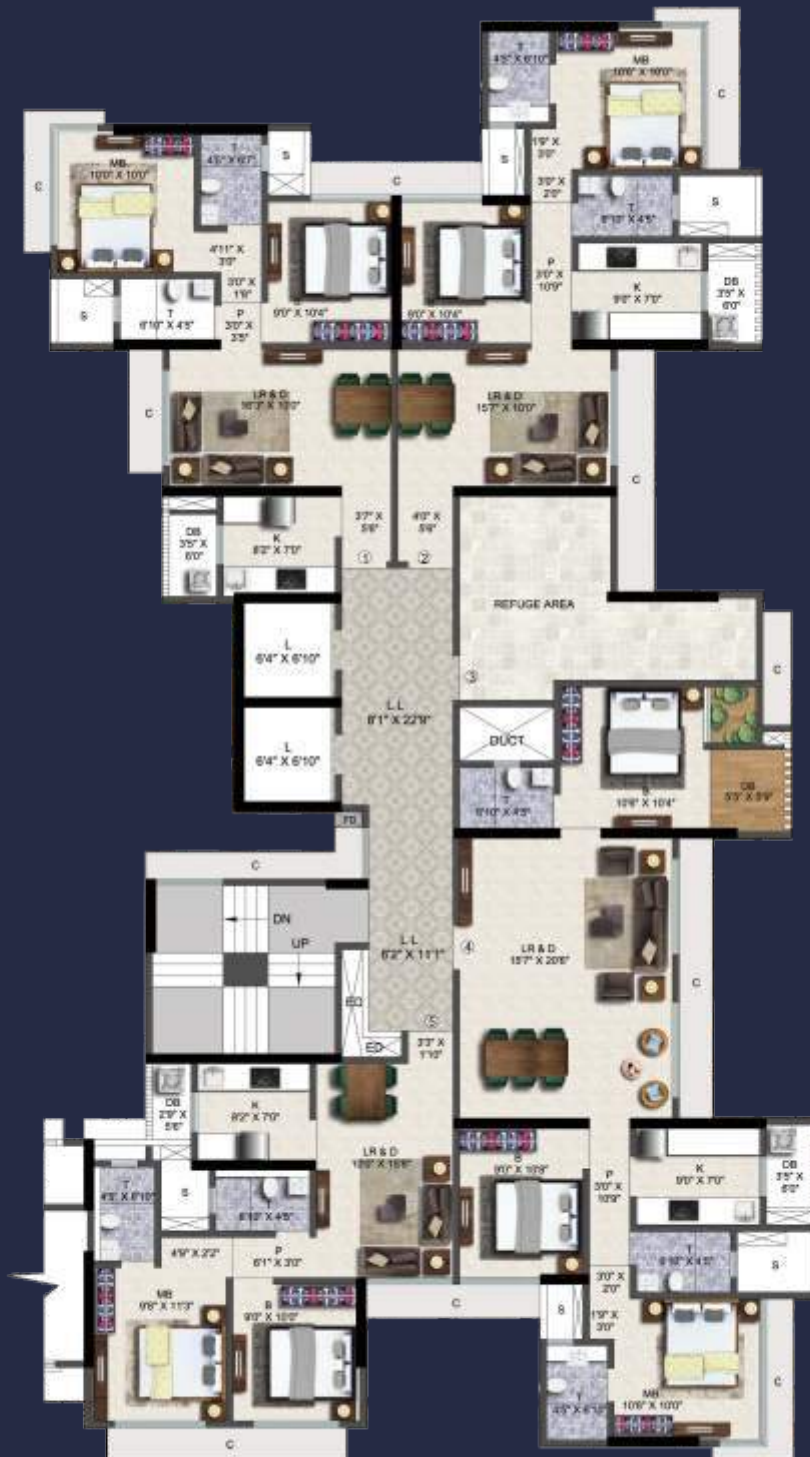 T
4'5" X 6'10"
MB
10'6" X 10'0"
C
S
1'9" X
3'0"
3'0" X
2'0"
T
6'10" X 4'5"
S
P
3'0" X
10'9"
K
9'0" X 7'0"
DB
3'5" X
6'0"
C
MB
10'0" X 10'0"
T
4'5" X 6'7"
S
C
4'11" X
3'0"
3'0" X
1'9"
P
3'0" X
3'5"
S
T
6'10" X 4'5"
9'0" X 10'4"
9'0" X 10'4"
C
LR & D
16'3" X 10'0"
LR & D
15'7" X 10'0"
C
DB
3'5" X
6'0"
K
8'2" X 7'0"
3'7" X
5'6"
4'0" X
5'6"
①
②
REFUGE AREA
L
6'4" X 6'10"
③
C
L.L
8'1" X 22'9"
L
6'4" X 6'10"
DUCT
T
6'10" X 4'5"
B
10'6" X 10'4"
DB
5'5" X 5'9"
FD
C
DN
UP
L.L
6'2" X 11'1"
④
LR & D
15'7" X 20'6"
C
ED
ED
⑤
3'3" X
1'10"
DB
2'9" X
5'6"
K
8'2" X 7'0"
LR & D
10'0" X 15'6"
T
4'5" X 6'10"
S
T
6'10" X 4'5"
4'9" X 2'2"
P
6'1" X 3'0"
B
9'0" X 10'8"
P
3'0" X
10'9"
K
9'0" X 7'0"
DB
3'5" X
6'0"
T
6'10" X 4'5"
S
MB
9'8" X 11'3"
B
9'0" X 10'0"
C
C
S
3'0" X
2'0"
1'9" X
3'0"
T
4'5" X 6'10"
MB
10'6" X 10'0"
C
C